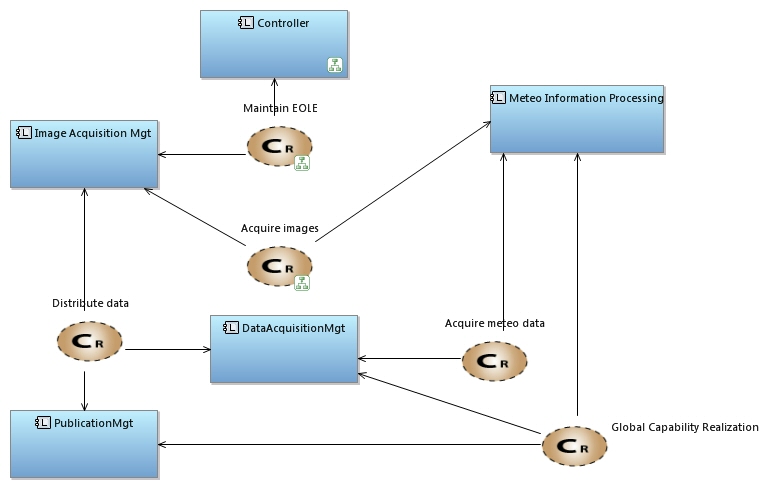 L Controller
Maintain EOLE
C R
L Image Acquisition Mgt
L Meteo Information Processing
Acquire images
C R
Distribute data
C R
L DataAcquisitionMgt
Acquire meteo data
C R
L PublicationMgt
Global Capability Realization
C R